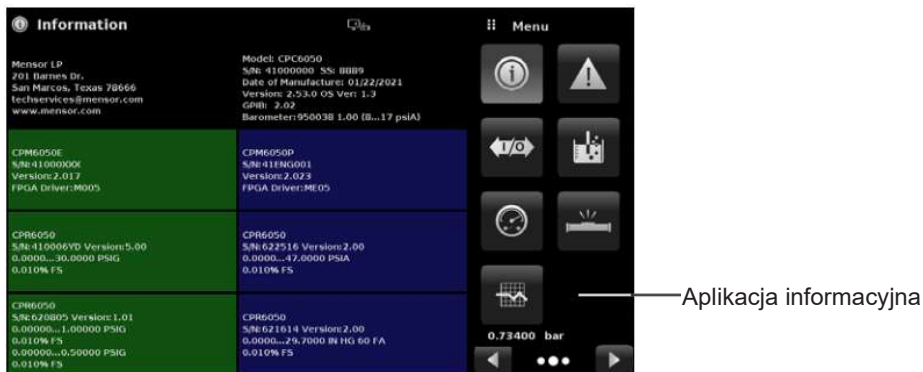 Information
Menu
Mensor LP
201 Barnes Dr.
San Marcos, Texas 78666
techservices@mensor.com
www.mensor.com
Model: CPC6050
S/N: 41000000 SS: 8889
Date of Manufacture: 01/22/2021
Version: 2.53.0 OS Ver: 1.3
GPIB: 2.02
Barometer:950038 1.00 (8...17 psiA)
CPM6050E
S/N:41000XXX
Version:2.017
FPGA Driver:M005
CPM6050P
S/N:41ENG001
Version:2.023
FPGA Driver:ME05
CPR6050
S/N:410006YD Version:5.00
0.0000...30.0000 PSIG
0.010% FS
CPR6050
S/N:622516 Version:2.00
0.0000...47.0000 PSIA
0.010% FS
CPR6050
S/N:620805 Version:1.01
0.00000...1.00000 PSIG
0.010% FS
0.00000...0.50000 PSIG
0.010% FS
CPR6050
S/N:621614 Version:2.00
0.0000...29.7000 IN HG 60 FA
0.010% FS
I/O
0.73400 bar
Aplikacja informacyjna